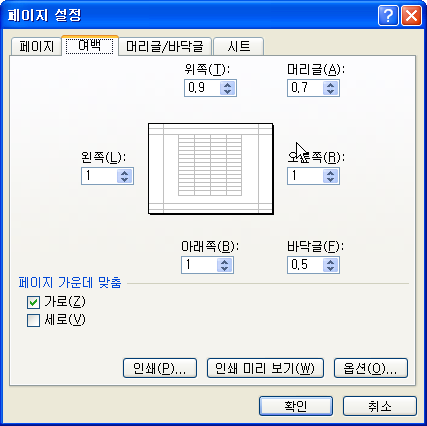 페이지 설정
페이지 여백 머리글/바닥글 시트
위쪽(T): 머리글(A):
0.9 0.7
왼쪽(L): 오른쪽(R):
1 1
아래쪽(B): 바닥글(F):
1 0.5
페이지 가운데 맞춤
가로(Z)
세로(V)
인쇄(P)... 인쇄 미리 보기(W) 옵션(O)...
확인 취소